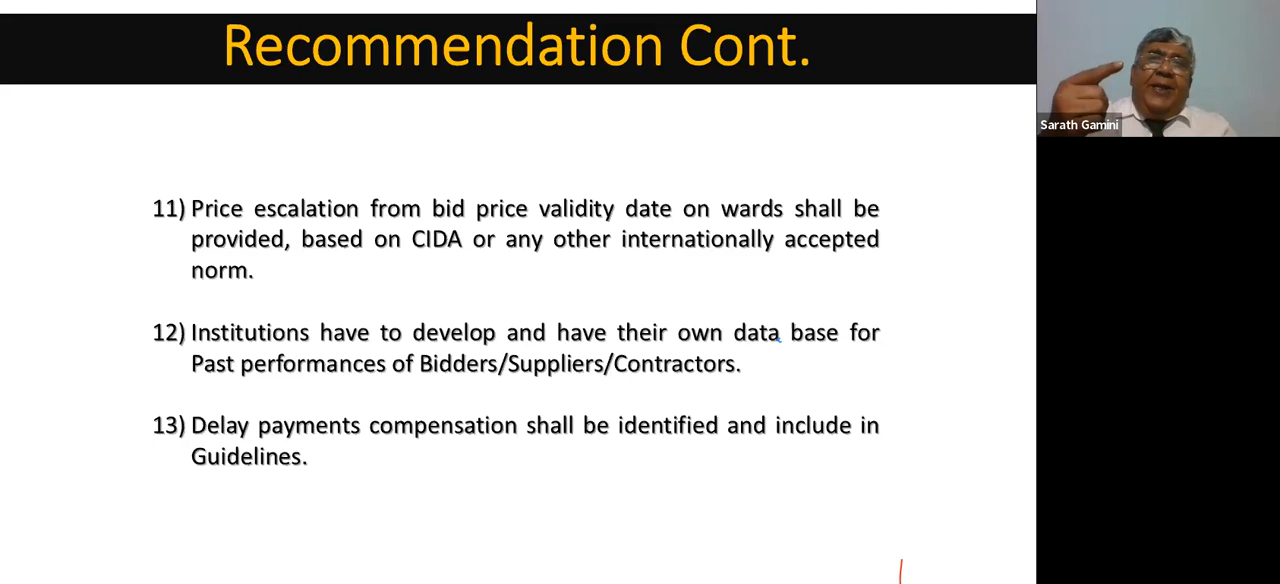 Recommendation Cont.
Sarath Gamini
11) Price escalation from bid price validity date on wards shall be
provided, based on CIDA or any other internationally accepted
norm.
12) Institutions have to develop and have their own data base for
Past performances of Bidders/Suppliers/Contractors.
13) Delay payments compensation shall be identified and include in
Guidelines.